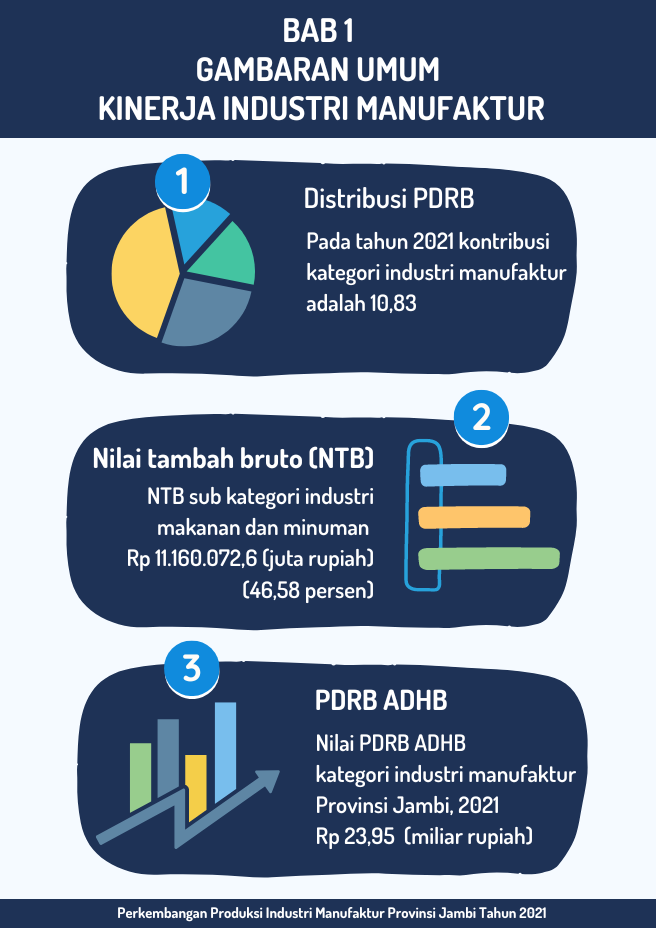 BAB 1
GAMBARAN UMUM
KINERJA INDUSTRI MANUFAKTUR
1
Distribusi PDRB
Pada tahun 2021 kontribusi
kategori industri manufaktur
adalah 10,83
2
Nilai tambah bruto (NTB)
NTB sub kategori industri
makanan dan minuman
Rp 11.160.072,6 (juta rupiah)
(46,58 persen)
3
PDRB ADHB
Nilai PDRB ADHB
kategori industri manufaktur
Provinsi Jambi, 2021
Rp 23,95 (miliar rupiah)
Perkembangan Produksi Industri Manufaktur Provinsi Jambi Tahun 2021